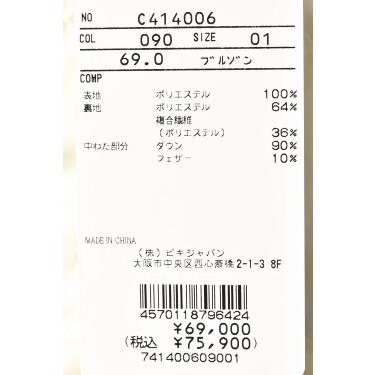 NO C414006
COL 090 SIZE 01
69.0 ブルゾン
COMP
表地 ポリエステル 100%
裏地 ポリエステル 64%
複合繊維
(ポリエステル) 36%
中わた部分 ダウン 90%
フェザー 10%
MADE IN CHINA
(株) ビキジャパン
大阪市中央区西心斎橋2-1-3 8F
4570118796424
¥69,000
(税込 ¥75,900)
741400609001